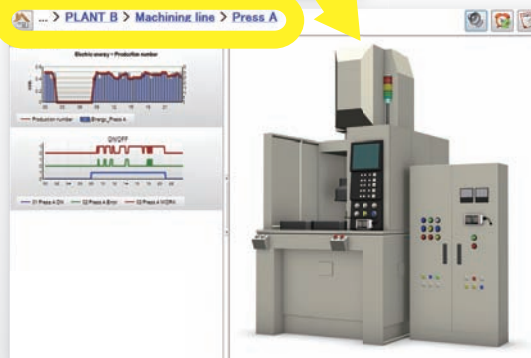 ... > PLANT B > Machining line > Press A
Electric energy + Production number
Production number Energy_Press A
ON/OFF
01 Press A ON 02 Press A Error 03 Press A WORK